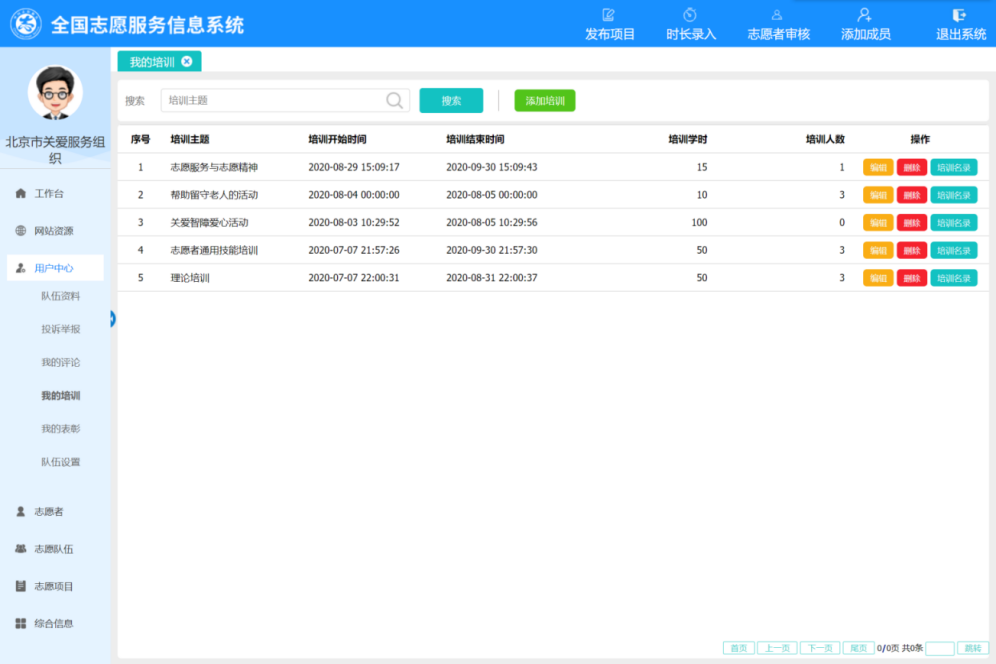 全国志愿服务信息系统
发布项目 时长录入 志愿者审核 添加成员 退出系统
北京市关爱服务组
织
工作台
网站资源
用户中心
队伍资料
投诉举报
我的评论
我的培训
我的表彰
队伍设置
志愿者
志愿队伍
志愿项目
综合信息
我的培训
搜索 培训主题 搜索 添加培训
序号 培训主题 培训开始时间 培训结束时间 培训学时 培训人数 操作
1 志愿服务与志愿精神 2020-08-29 15:09:17 2020-09-30 15:09:43 15 1 编辑 删除 培训名录
2 帮助留守老人的活动 2020-08-04 00:00:00 2020-08-05 00:00:00 10 3 编辑 删除 培训名录
3 关爱智障爱心活动 2020-08-03 10:29:52 2020-08-05 10:29:56 100 0 编辑 删除 培训名录
4 志愿者通用技能培训 2020-07-07 21:57:26 2020-09-30 21:57:30 50 3 编辑 删除 培训名录
5 理论培训 2020-07-07 22:00:31 2020-08-31 22:00:37 50 3 编辑 删除 培训名录
首页 上一页 下一页 尾页 0/0页 共0条 跳转